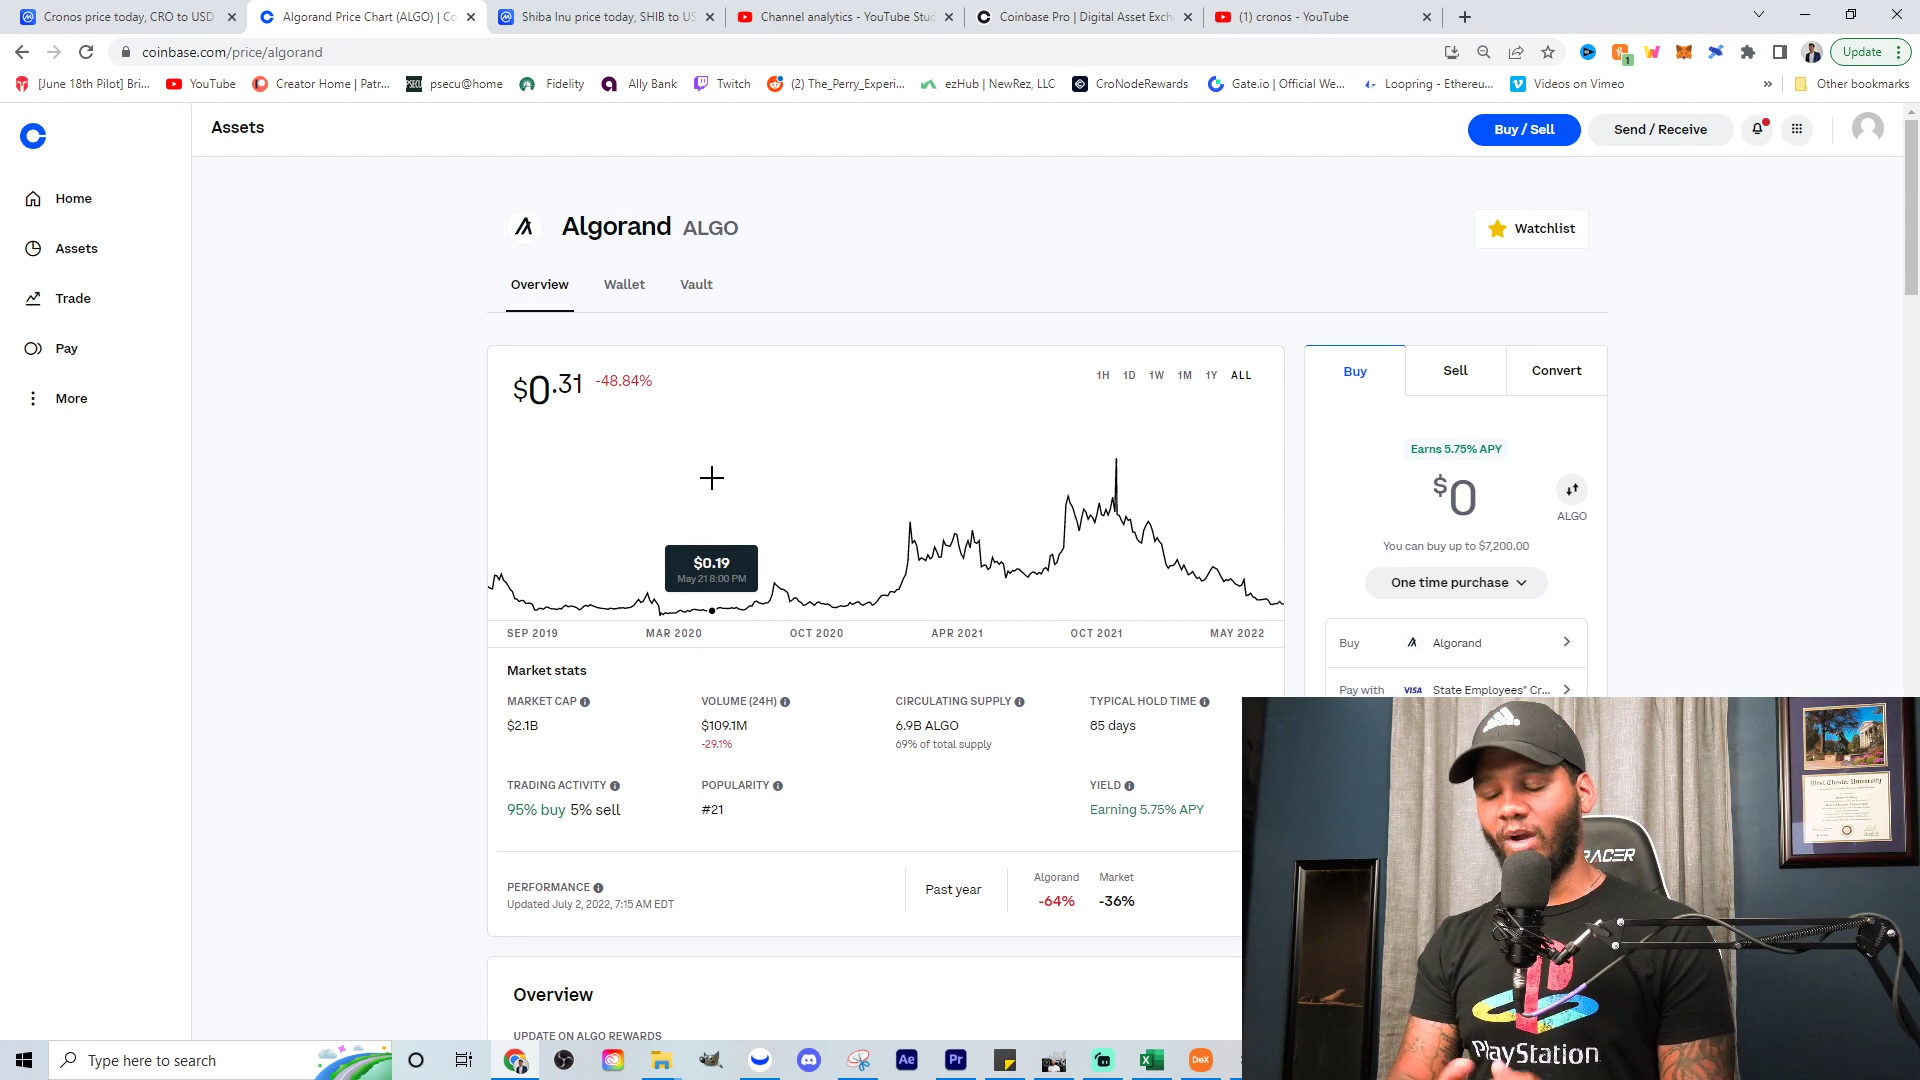 Cronos price today, CRO to USD
Algorand Price Chart (ALGO) | Co
Shiba Inu price today, SHIB to US
Channel analytics - YouTube Stud
Coinbase Pro | Digital Asset Exch
(1) cronos - YouTube
coinbase.com/price/algorand
1
Update
[June 18th Pilot] Bri...
YouTube
Creator Home | Patr...
PSECU
psecu@home
Fidelity
Ally Bank
Twitch
(2) The_Perry_Experi...
ezHub | NewRez, LLC
CroNodeRewards
Gate.io | Official We...
Loopring - Ethereu...
Videos on Vimeo
»
Other bookmarks
Assets
Buy / Sell
Send / Receive
Home
Assets
Trade
Pay
More
Algorand ALGO
Watchlist
Overview
Wallet
Vault
$0.31 -48.84%
1H 1D 1W 1M 1Y ALL
$0.19
May 21 8:00 PM
SEP 2019 MAR 2020 OCT 2020 APR 2021 OCT 2021 MAY 2022
Buy
Sell
Convert
Earns 5.75% APY
$0
ALGO
You can buy up to $7,200.00
One time purchase
Buy Algorand
Pay with VISA State Employees" Cr...
Market stats
MARKET CAP
$2.1B
VOLUME (24H)
$109.1M
-29.1%
CIRCULATING SUPPLY
6.9B ALGO
69% of total supply
TYPICAL HOLD TIME
85 days
TRADING ACTIVITY
95% buy 5% sell
POPULARITY
#21
YIELD
Earning 5.75% APY
PERFORMANCE
Updated July 2, 2022, 7:15 AM EDT
Past year
Algorand
-64%
Market
-36%
Overview
UPDATE ON ALGO REWARDS
RACER
PlayStation
Type here to search
Ae
Pr
DeX